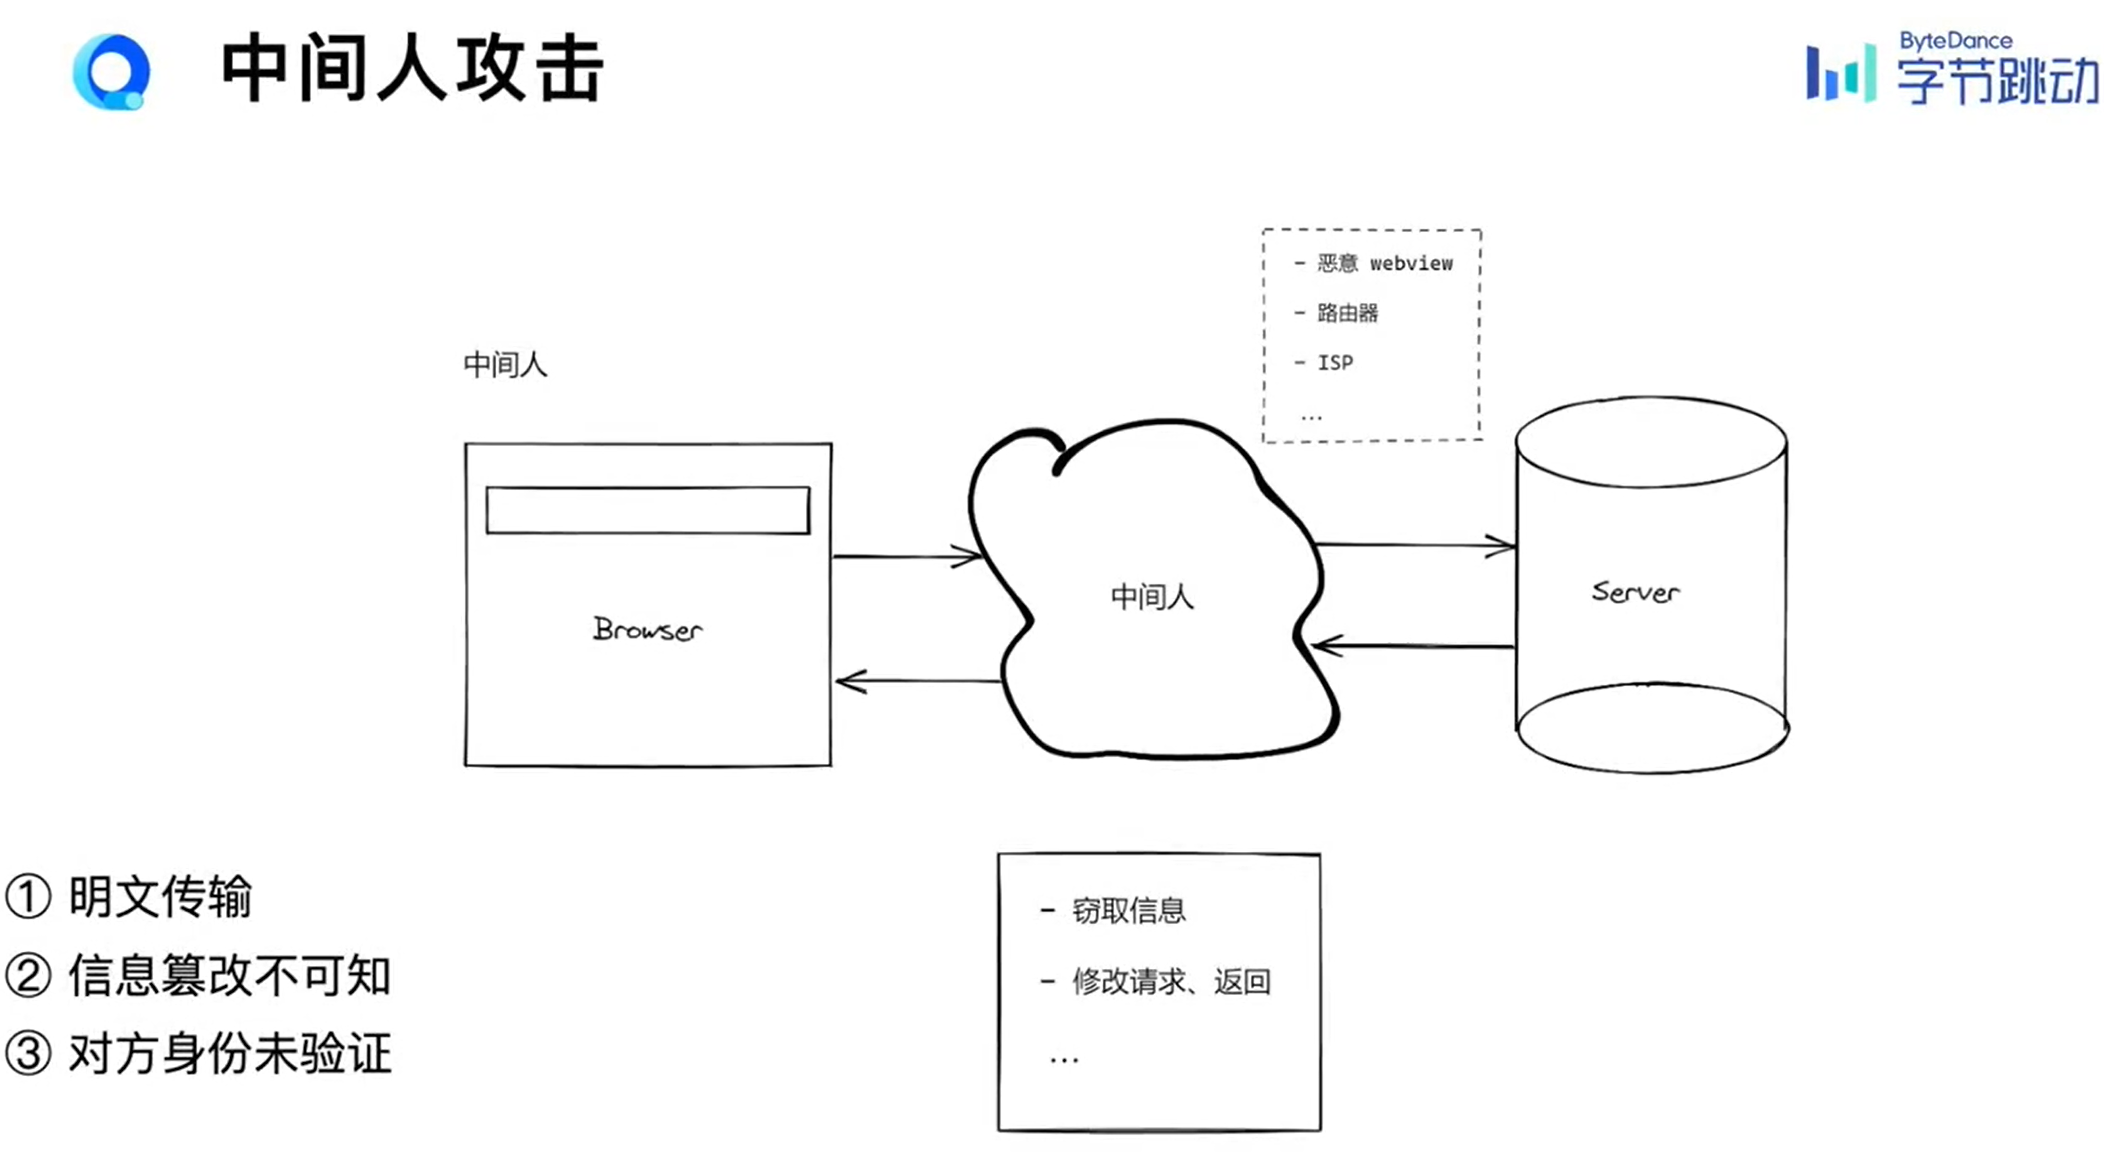 中间人攻击
ByteDance
字节跳动
- 恶意 webview
- 路由器
- ISP
...
中间人
Browser
中间人
Server
① 明文传输
② 信息篡改不可知
③ 对方身份未验证
- 窃取信息
- 修改请求、返回
...